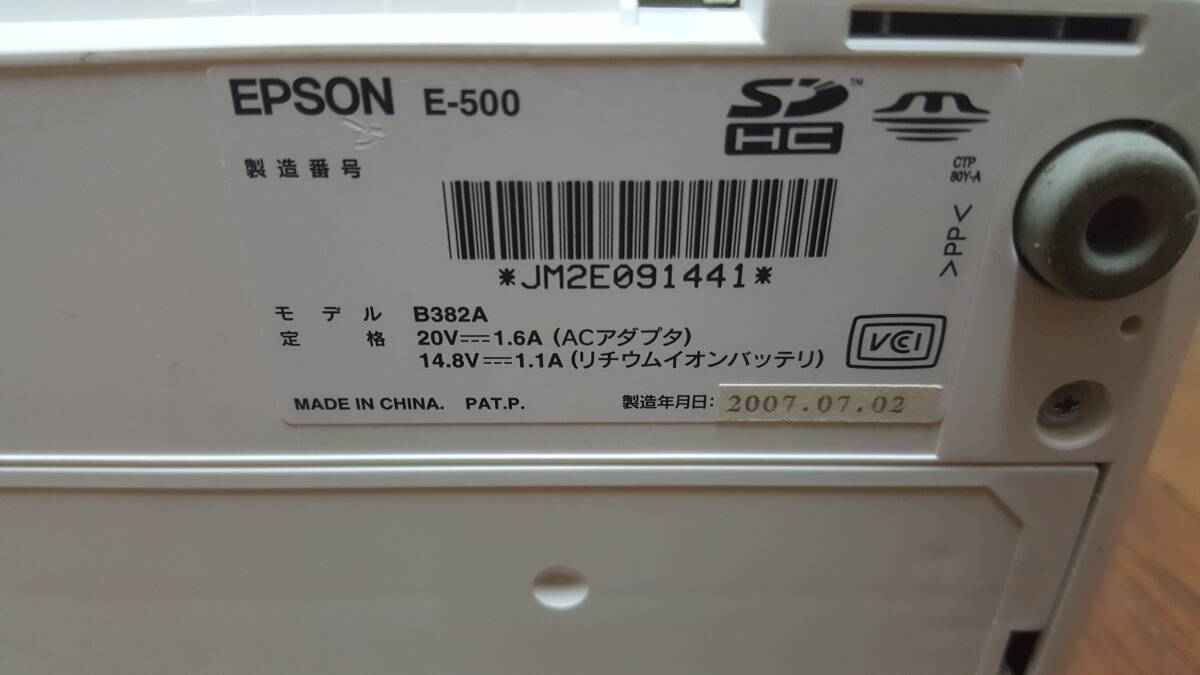 EPSON E-500
SD HC ™
製造番号
CTP
80Y-A
>PP<
*JM2E091441*
モデル B382A
定格 20V⎓1.6A (ACアダプタ)
14.8V⎓1.1A (リチウムイオンバッテリ)
VCCI
MADE IN CHINA. PAT.P. 製造年月日: 2007.07.02